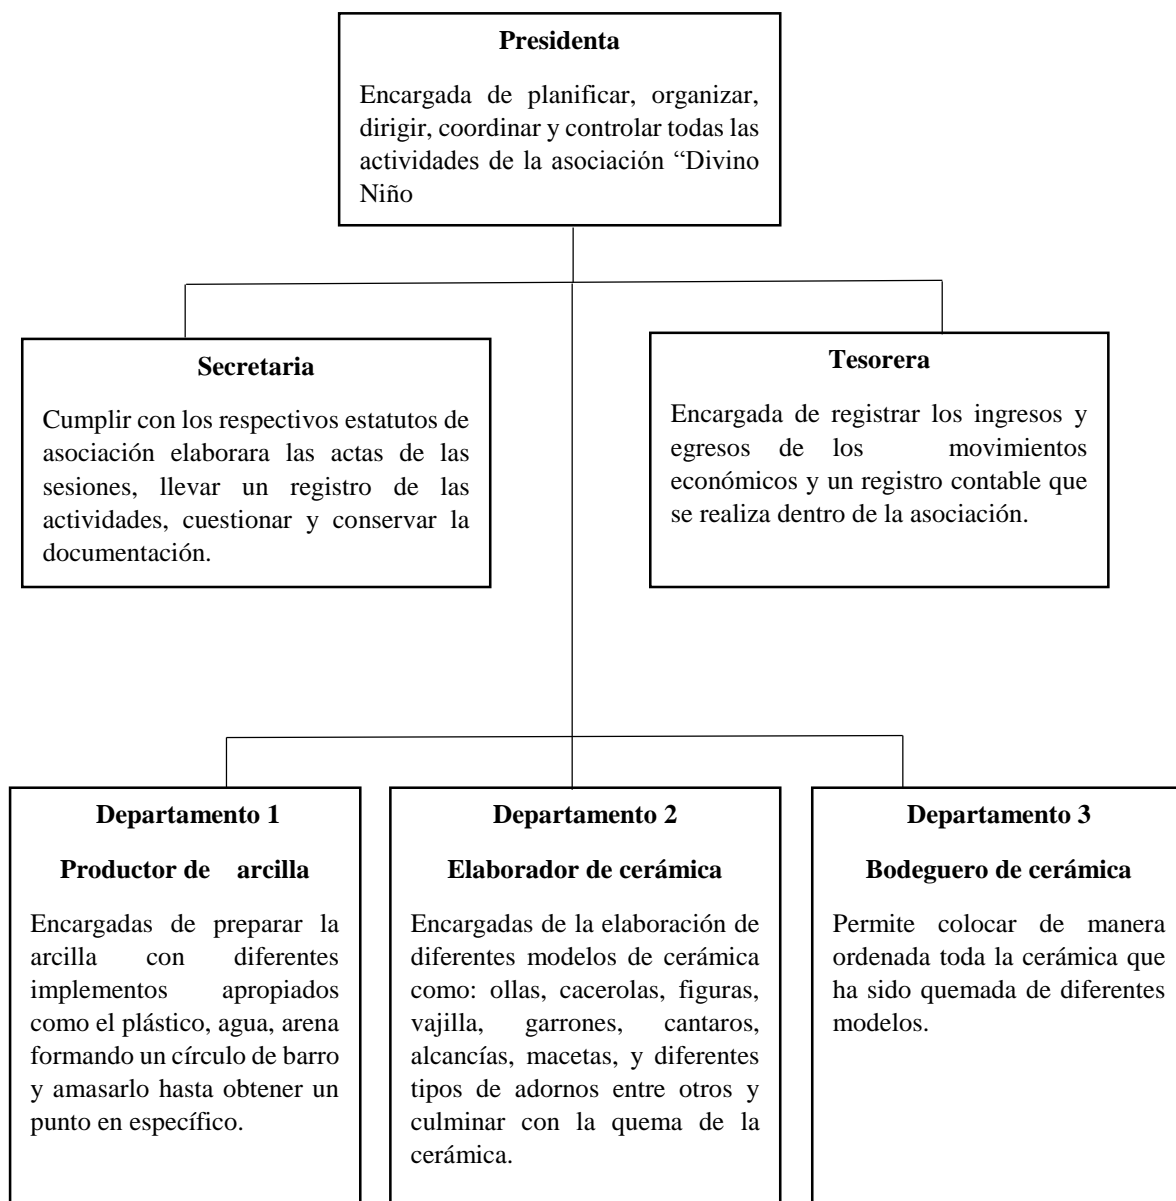 Presidenta
Encargada de planificar, organizar,
dirigir, coordinar y controlar todas las
actividades de la asociación “Divino
Niño
Secretaria
Cumplir con los respectivos estatutos de
asociación elaborara las actas de las
sesiones, llevar un registro de las
actividades, cuestionar y conservar la
documentación.
Tesorera
Encargada de registrar los ingresos y
egresos de los movimientos
económicos y un registro contable que
se realiza dentro de la asociación.
Departamento 1
Productor de arcilla
Encargadas de preparar la
arcilla con diferentes
implementos apropiados
como el plástico, agua, arena
formando un círculo de barro
y amasarlo hasta obtener un
punto en específico.
Departamento 2
Elaborador de cerámica
Encargadas de la elaboración de
diferentes modelos de cerámica
como: ollas, cacerolas, figuras,
vajilla, garrones, cantaros,
alcancías, macetas, y diferentes
tipos de adornos entre otros y
culminar con la quema de la
cerámica.
Departamento 3
Bodeguero de cerámica
Permite colocar de manera
ordenada toda la cerámica que
ha sido quemada de diferentes
modelos.